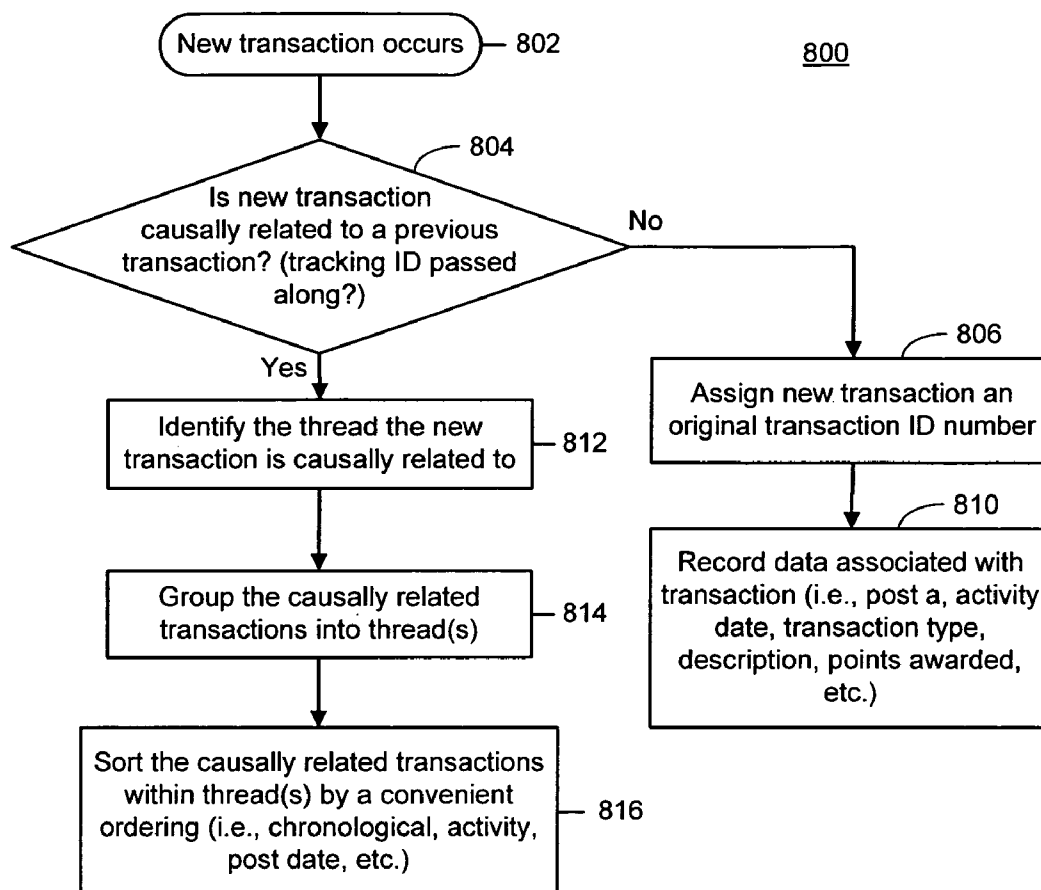 New transaction occurs
802
800
804
Is new transaction
causally related to a previous
transaction? (tracking ID passed
along?)
No
Yes
806
Assign new transaction an
original transaction ID number
Identify the thread the new
transaction is causally related to
812
810
Record data associated with
transaction (i.e., post a, activity
date, transaction type,
description, points awarded,
etc.)
Group the causally related
transactions into thread(s)
814
Sort the causally related transactions
within thread(s) by a convenient
ordering (i.e., chronological, activity,
post date, etc.)
816